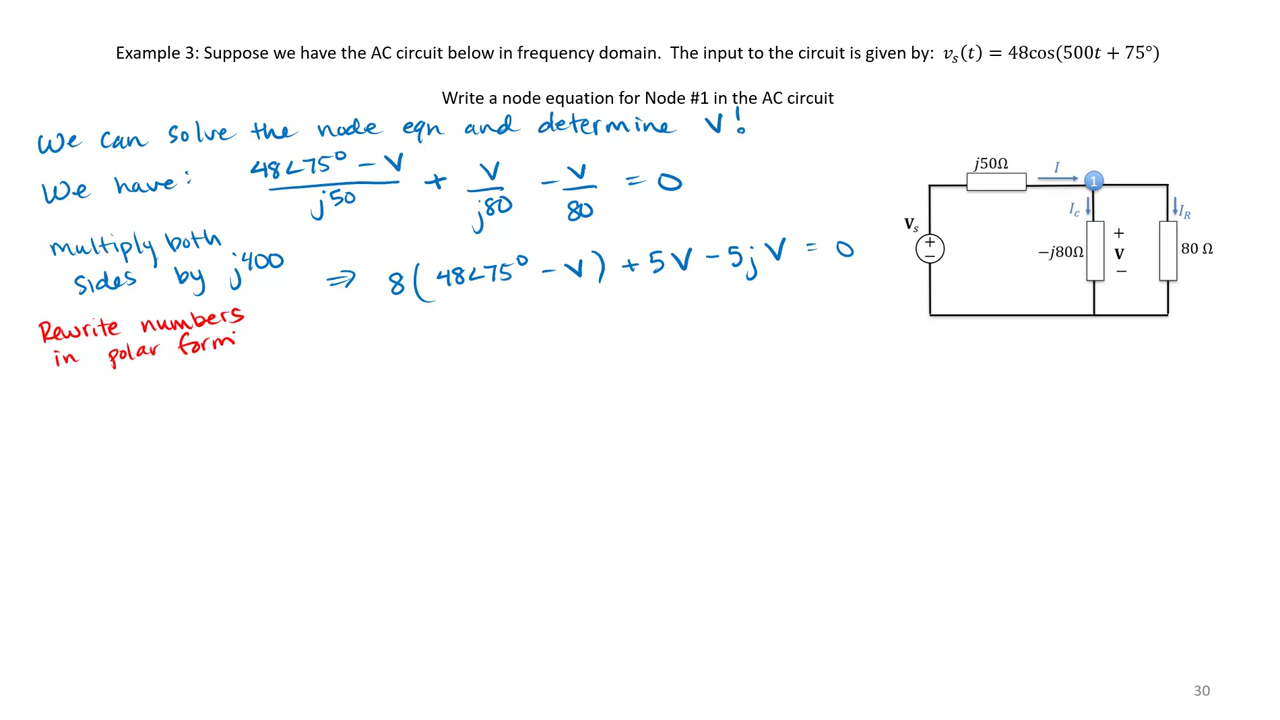 Example 3: Suppose we have the AC circuit below in frequency domain. The input to the circuit is given by: vₛ(t) = 48cos(500t + 75°)
Write a node equation for Node #1 in the AC circuit
We can solve the node eqn and determine V!
We have: (48∠75° − V)/j50 + V/j80 − V/80 = 0
multiply both
sides by j400 ⇒ 8(48∠75° − V) + 5V − 5jV = 0
Rewrite numbers
in polar form
j50Ω
I
1
I_c
I_R
Vₛ
+
−
−j80Ω
+
V
−
80 Ω
30